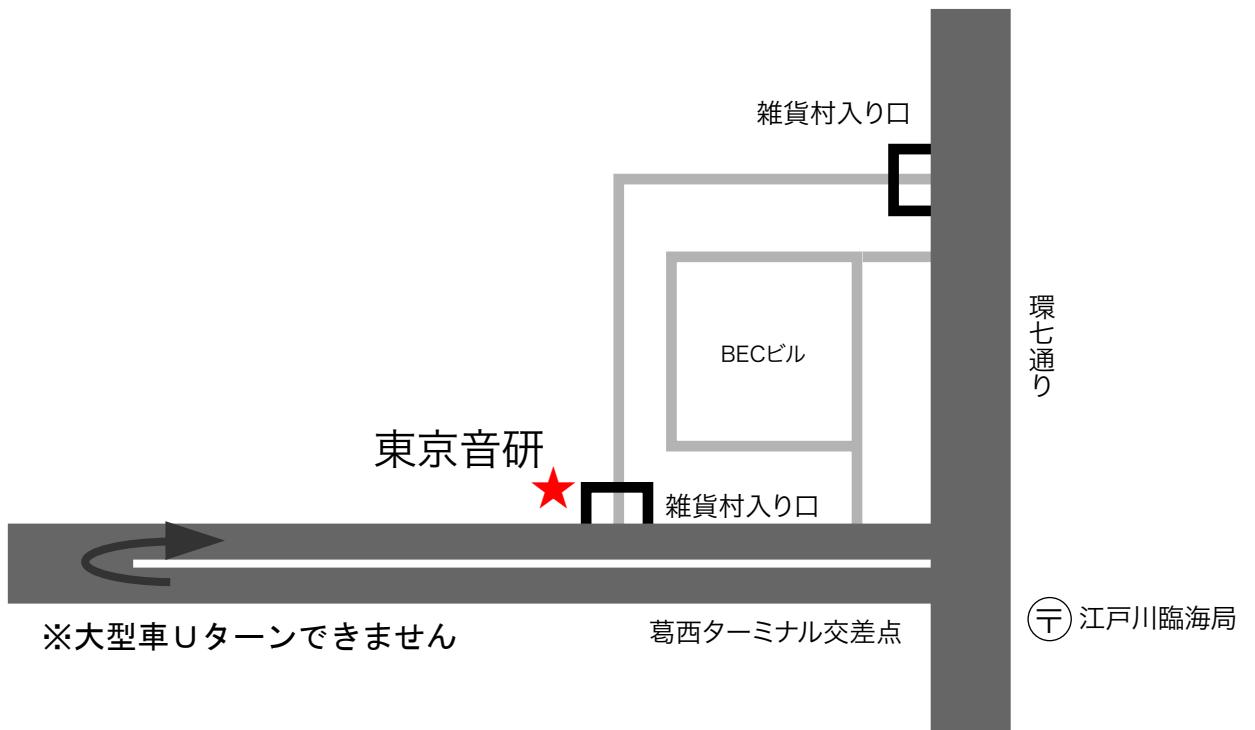 雑貨村入り口
環七通り
BECビル
東京音研
雑貨村入り口
※大型車Uターンできません
葛西ターミナル交差点
〒江戸川臨海局